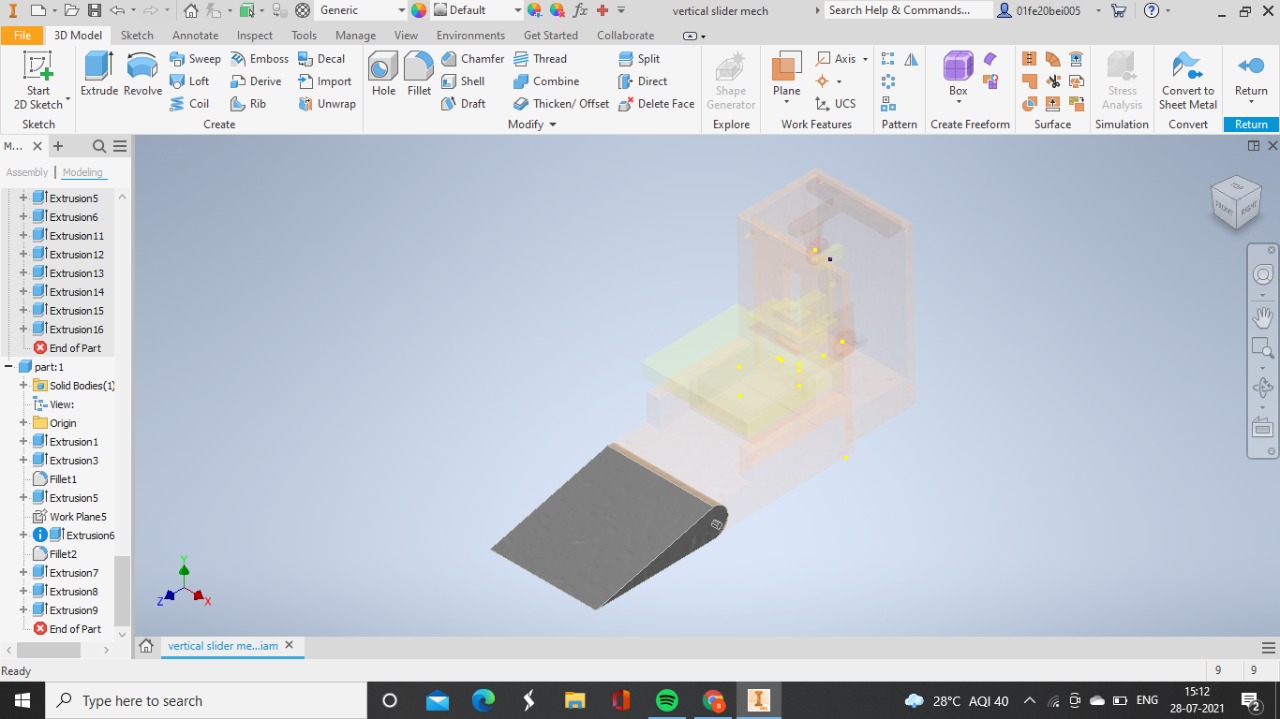 Generic
Default
vertical slider mech
Search Help & Commands...
01fe20bei005
File
3D Model
Sketch
Annotate
Inspect
Tools
Manage
View
Environments
Get Started
Collaborate
Start
2D Sketch
Extrude
Revolve
Sweep
Emboss
Decal
Loft
Derive
Import
Coil
Rib
Unwrap
Hole
Fillet
Chamfer
Thread
Split
Shell
Combine
Direct
Draft
Thicken/ Offset
Delete Face
Shape
Generator
Plane
Axis
UCS
Box
Stress
Analysis
Convert to
Sheet Metal
Return
Sketch
Create
Modify
Explore
Work Features
Pattern
Create Freeform
Surface
Simulation
Convert
Return
M...
Assembly
Modeling
Extrusion5
Extrusion6
Extrusion11
Extrusion12
Extrusion13
Extrusion14
Extrusion15
Extrusion16
End of Part
part:1
Solid Bodies(1)
View:
Origin
Extrusion1
Extrusion3
Fillet1
Extrusion5
Work Plane5
Extrusion6
Fillet2
Extrusion7
Extrusion8
Extrusion9
End of Part
TOP
FRONT
RIGHT
Y
Z
X
vertical slider me...iam
Ready
9
9
Type here to search
28°C AQI 40
ENG
15:12
28-07-2021
2